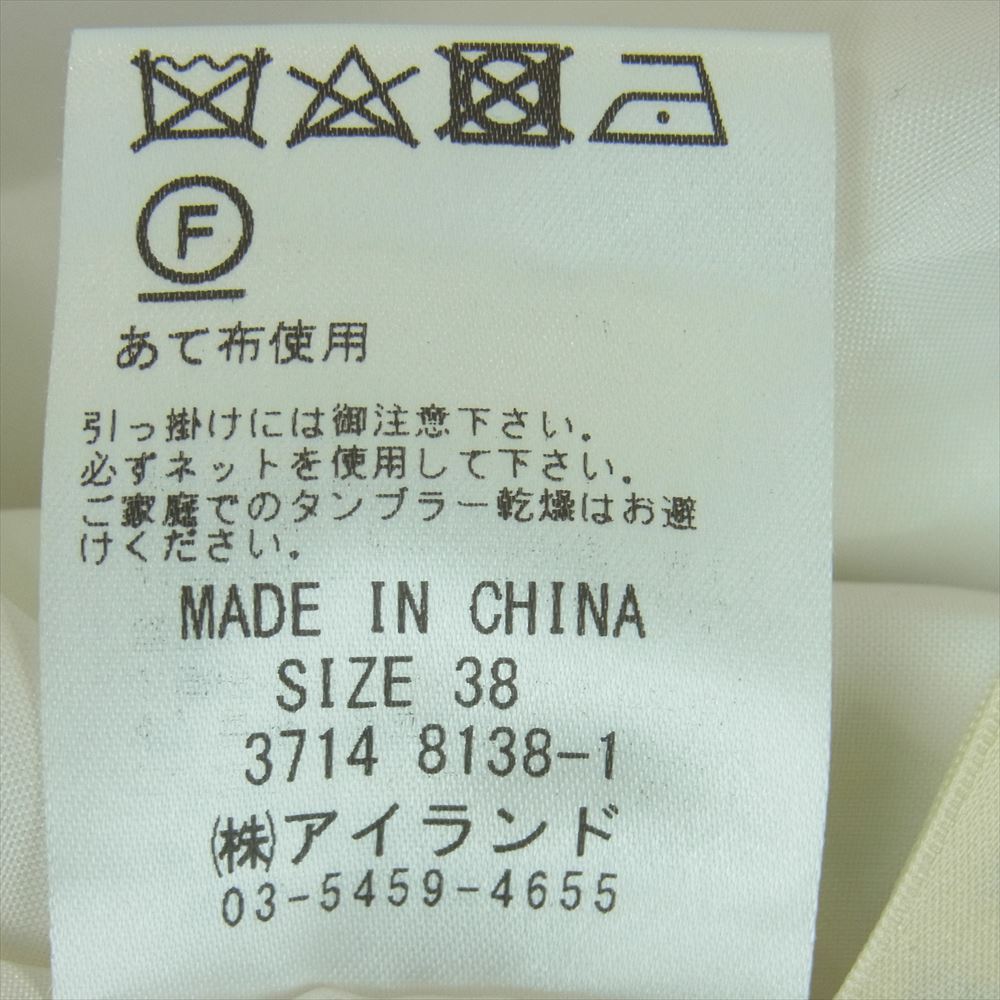 F
あて布使用
引っ掛けには御注意下さい。
必ずネットを使用して下さい。
ご家庭でのタンブラー乾燥はお避
けください。
MADE IN CHINA
SIZE 38
3714 8138-1
(株)アイランド
03-5459-4655